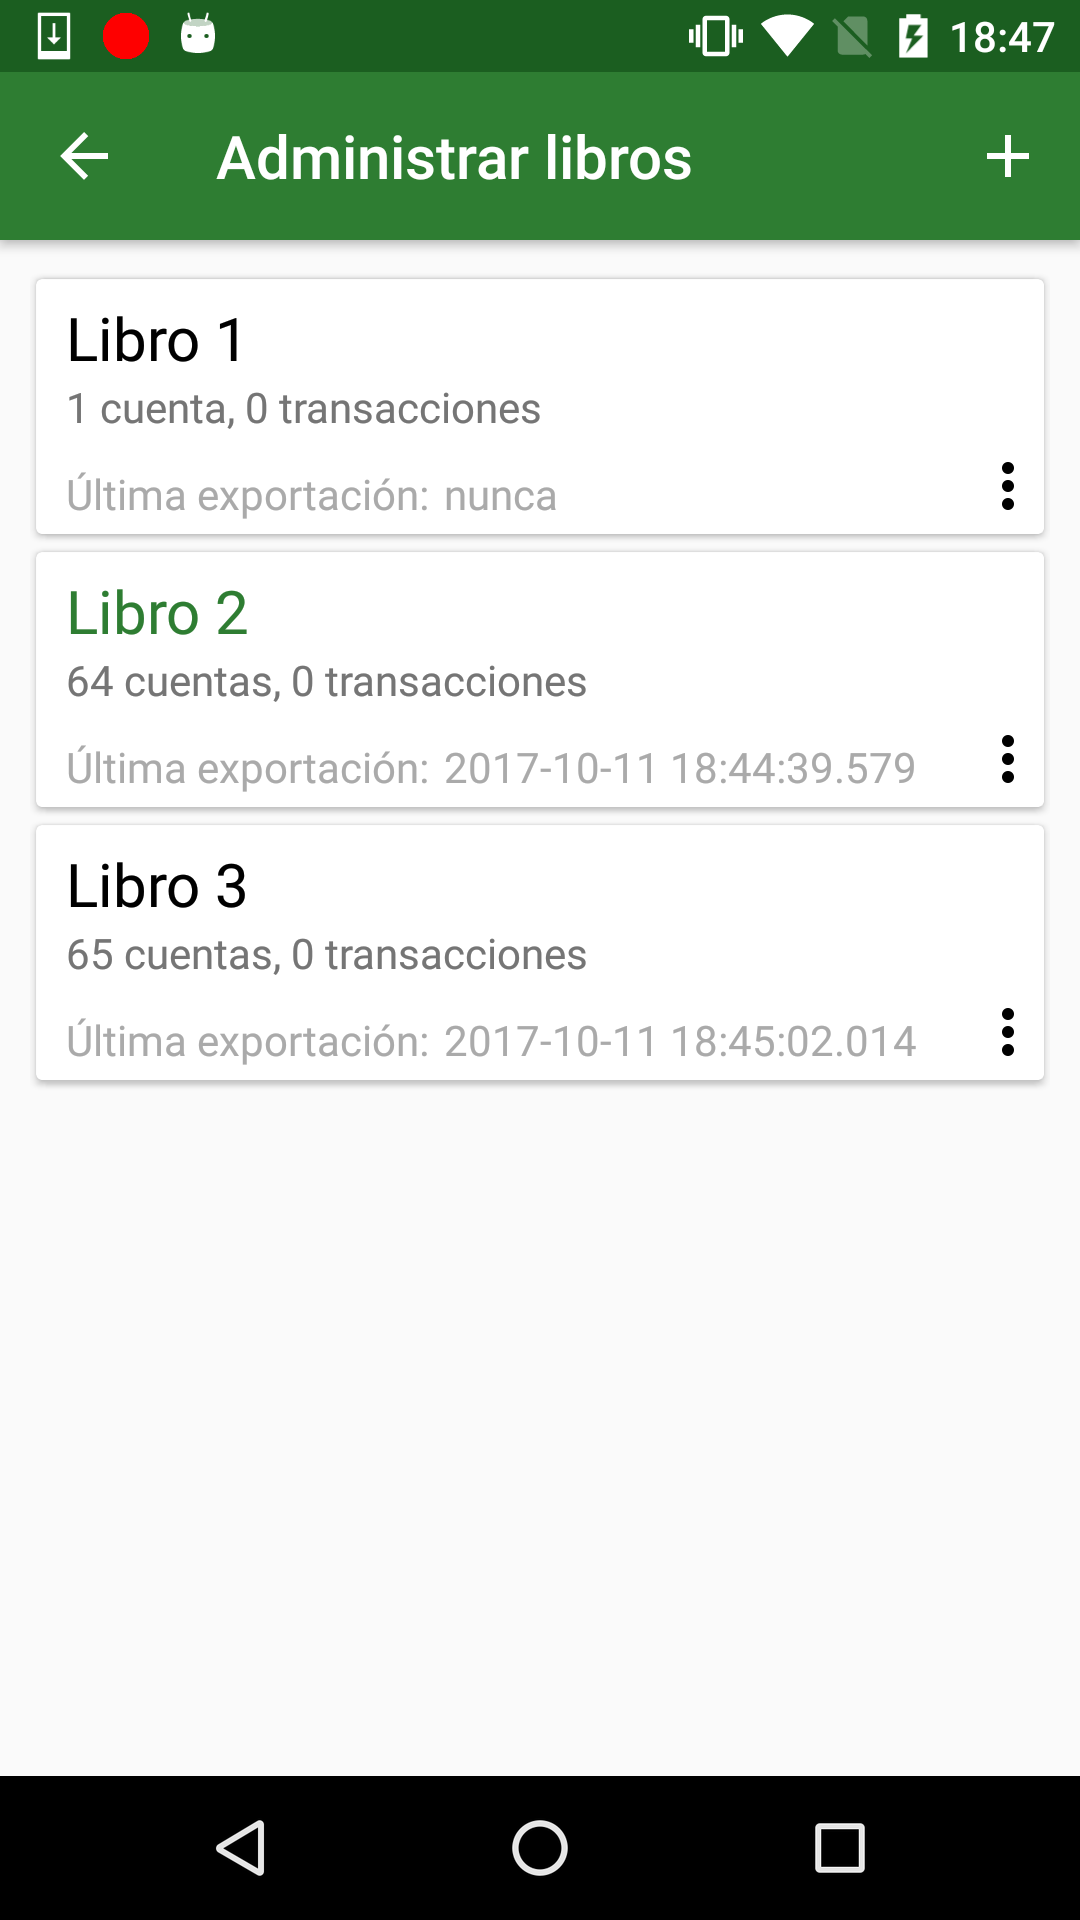 18:47
Administrar libros
Libro 1
1 cuenta, 0 transacciones
Última exportación: nunca
Libro 2
64 cuentas, 0 transacciones
Última exportación: 2017-10-11 18:44:39.579
Libro 3
65 cuentas, 0 transacciones
Última exportación: 2017-10-11 18:45:02.014